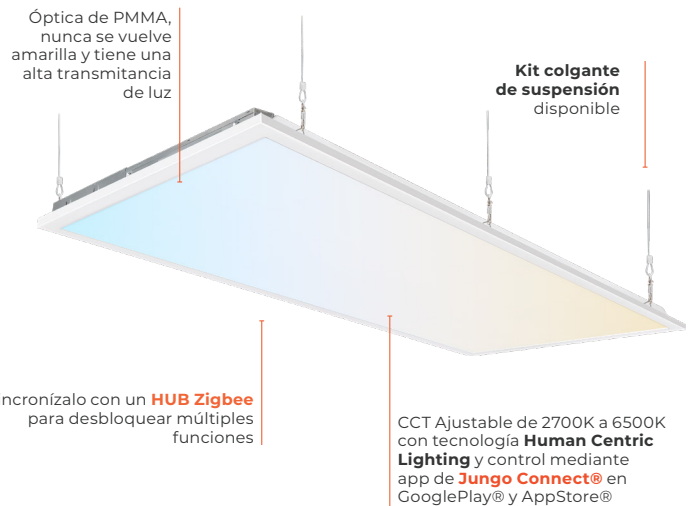 Óptica de PMMA,
nunca se vuelve
amarilla y tiene una
alta transmitancia
de luz
Kit colgante
de suspensión
disponible
incronízalo con un HUB Zigbee
para desbloquear múltiples
funciones
CCT Ajustable de 2700K a 6500K
con tecnología Human Centric
Lighting y control mediante
app de Jungo Connect® en
GooglePlay® y AppStore®